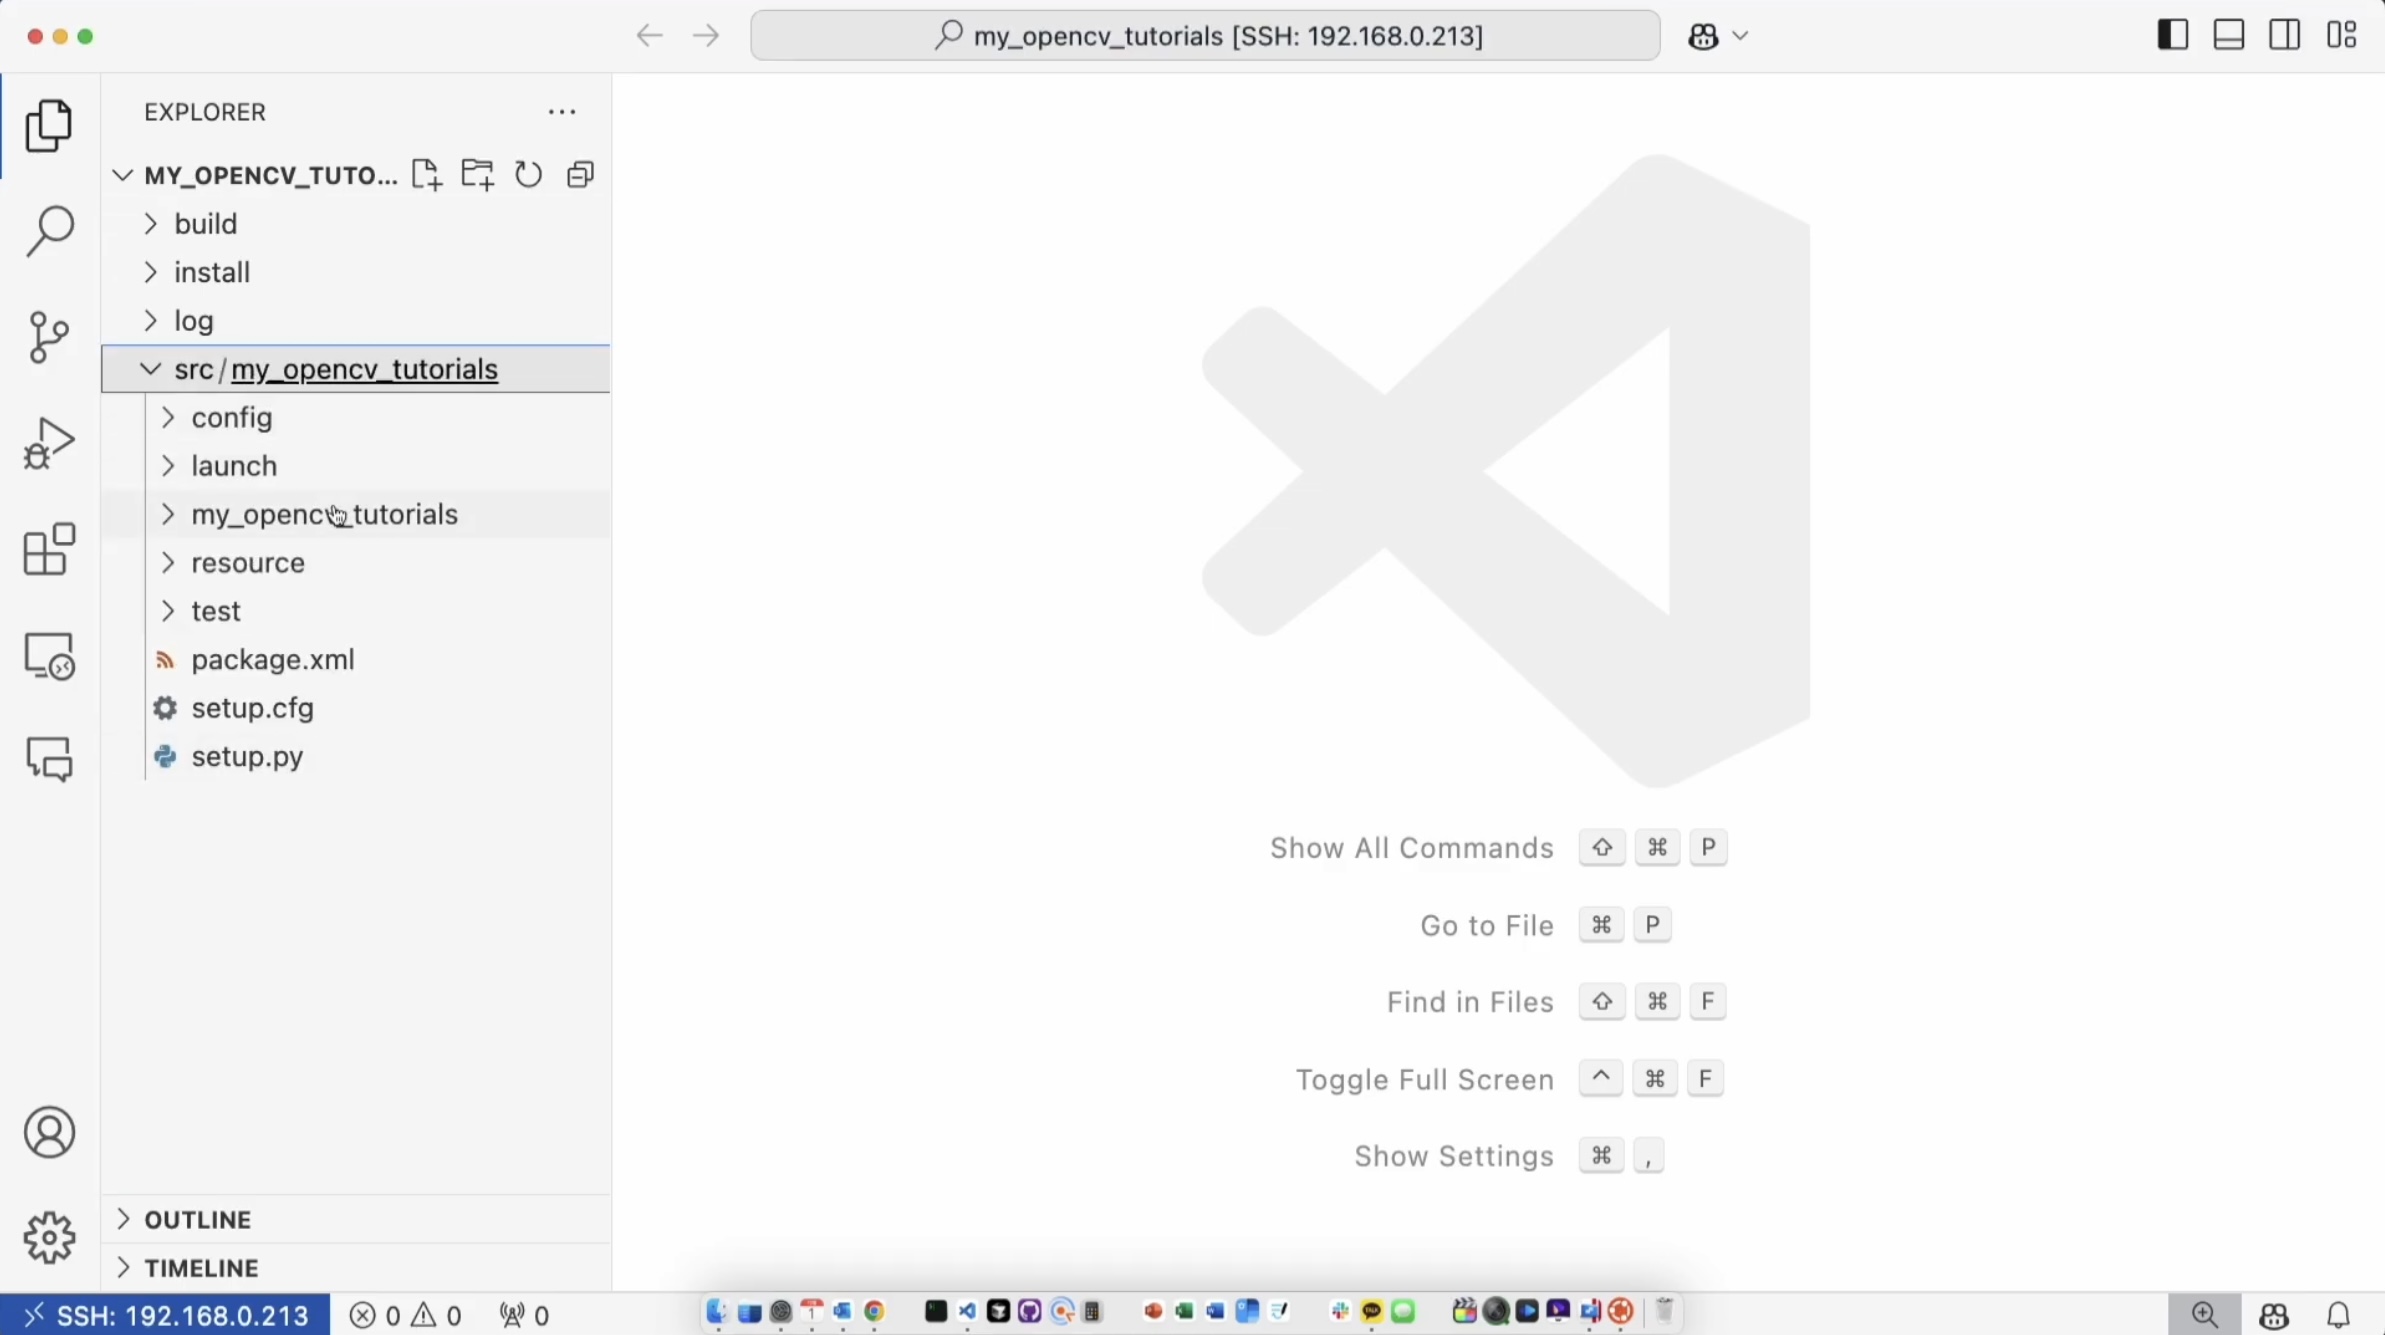 my_opencv_tutorials [SSH: 192.168.0.213]
EXPLORER
MY_OPENCV_TUTO...
build
install
log
src / my_opencv_tutorials
config
launch
my_opencv_tutorials
resource
test
package.xml
setup.cfg
setup.py
Show All Commands ⇧ ⌘ P
Go to File ⌘ P
Find in Files ⇧ ⌘ F
Toggle Full Screen ^ ⌘ F
Show Settings ⌘ ,
OUTLINE
TIMELINE
SSH: 192.168.0.213 0 0 0